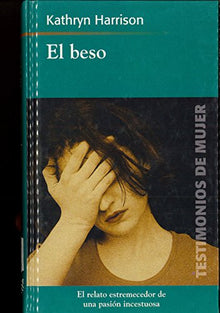 Kathryn Harrison
El beso
TESTIMONIOS DE MUJER
El relato estremecedor de
una pasión incestuosa